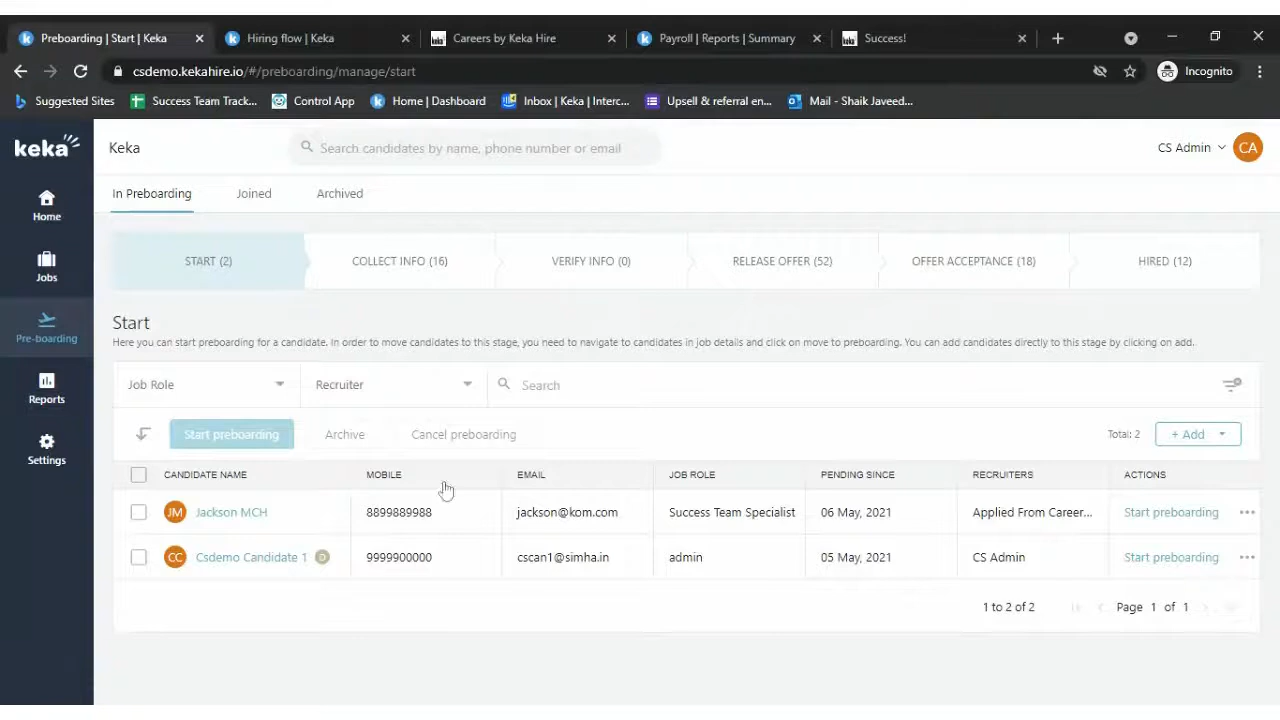 Preboarding | Start | Keka
Hiring flow | Keka
Careers by Keka Hire
Payroll | Reports | Summary
Success!
csdemo.kekahire.io/#/preboarding/manage/start
Incognito
Suggested Sites
Success Team Track...
Control App
Home | Dashboard
Inbox | Keka | Interc...
Upsell & referral en...
Mail - Shaik Javeed...
keka
Keka
Search candidates by name, phone number or email
CS Admin
CA
Home
Jobs
Pre-boarding
Reports
Settings
In Preboarding
Joined
Archived
START (2)
COLLECT INFO (16)
VERIFY INFO (0)
RELEASE OFFER (52)
OFFER ACCEPTANCE (18)
HIRED (12)
Start
Here you can start preboarding for a candidate. In order to move candidates to this stage, you need to navigate to candidates in job details and click on move to preboarding. You can add candidates directly to this stage by clicking on add.
Job Role
Recruiter
Search
Start preboarding
Archive
Cancel preboarding
Total: 2
+ Add
CANDIDATE NAME MOBILE EMAIL JOB ROLE PENDING SINCE RECRUITERS ACTIONS
JM Jackson MCH 8899889988 jackson@kom.com Success Team Specialist 06 May, 2021 Applied From Career... Start preboarding
CC Csdemo Candidate 1 D 9999900000 cscan1@simha.in admin 05 May, 2021 CS Admin Start preboarding
1 to 2 of 2
Page 1 of 1